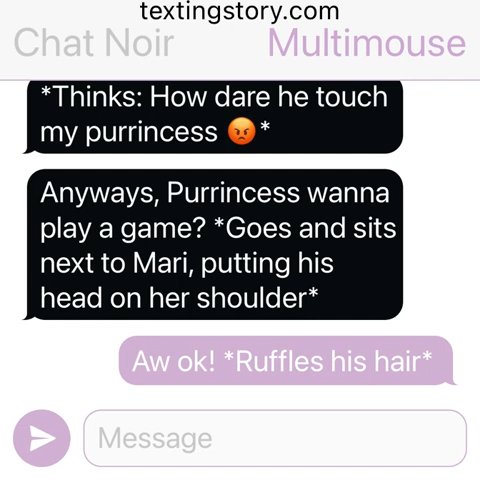 textingstory.com
Chat Noir Multimouse
*Thinks: How dare he touch
my purrincess 😡*
Anyways, Purrincess wanna
play a game? *Goes and sits
next to Mari, putting his
head on her shoulder*
Aw ok! *Ruffles his hair*
Message